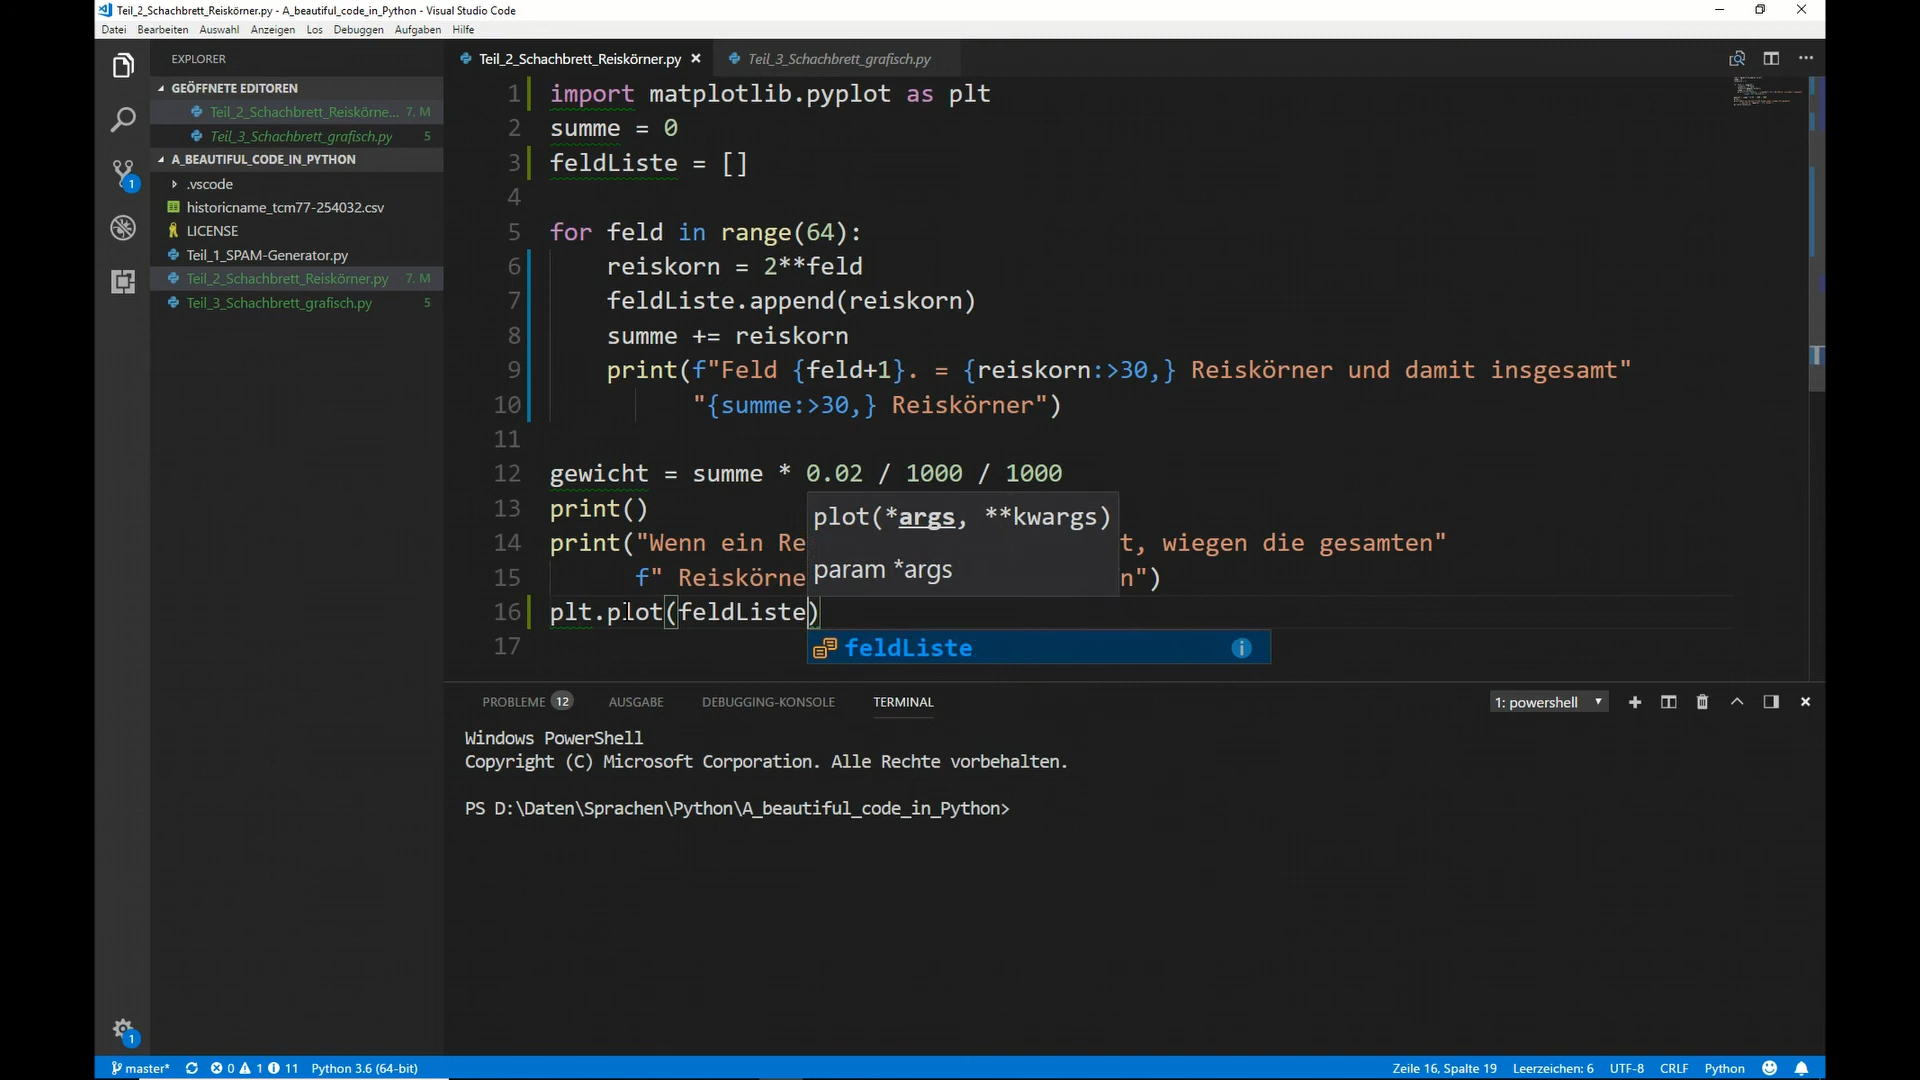 Teil_2_Schachbrett_Reiskörner.py - A_beautiful_code_in_Python - Visual Studio Code
Datei Bearbeiten Auswahl Anzeigen Los Debuggen Aufgaben Hilfe
EXPLORER
GEÖFFNETE EDITOREN
Teil_2_Schachbrett_Reiskörne... 7, M
Teil_3_Schachbrett_grafisch.py 5
A_BEAUTIFUL_CODE_IN_PYTHON
.vscode
historicname_tcm77-254032.csv
LICENSE
Teil_1_SPAM-Generator.py
Teil_2_Schachbrett_Reiskörner.py 7, M
Teil_3_Schachbrett_grafisch.py 5
1
1
Teil_2_Schachbrett_Reiskörner.py Teil_3_Schachbrett_grafisch.py
1 import matplotlib.pyplot as plt
2 summe = 0
3 feldListe = []
4
5 for feld in range(64):
6 reiskorn = 2**feld
7 feldListe.append(reiskorn)
8 summe += reiskorn
9 print(f"Feld {feld+1}. = {reiskorn:>30,} Reiskörner und damit insgesamt"
10 "{summe:>30,} Reiskörner")
11
12 gewicht = summe * 0.02 / 1000 / 1000
13 print()
14 print("Wenn ein Re t, wiegen die gesamten"
15 f" Reiskörne n")
16 plt.plot(feldListe)
17
plot(*args, **kwargs)
param *args
feldListe
PROBLEME 12 AUSGABE DEBUGGING-KONSOLE TERMINAL 1: powershell
Windows PowerShell
Copyright (C) Microsoft Corporation. Alle Rechte vorbehalten.
PS D:\Daten\Sprachen\Python\A_beautiful_code_in_Python>
master* 0 1 11 Python 3.6 (64-bit) Zeile 16, Spalte 19 Leerzeichen: 6 UTF-8 CRLF Python